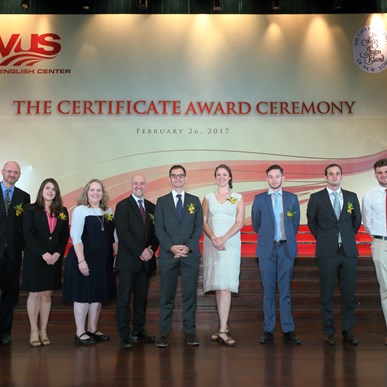 VUS
ENGLISH CENTER
THE CERTIFICATE AWARD CEREMONY
FEBRUARY 26, 2017